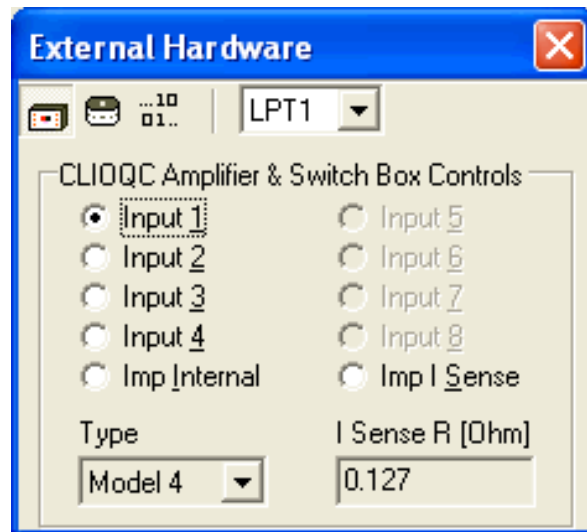 External Hardware
...10
01..
LPT1
CLIOQC Amplifier & Switch Box Controls
Input 1 Input 5
Input 2 Input 6
Input 3 Input 7
Input 4 Input 8
Imp Internal Imp I Sense
Type I Sense R [Ohm]
Model 4 0.127